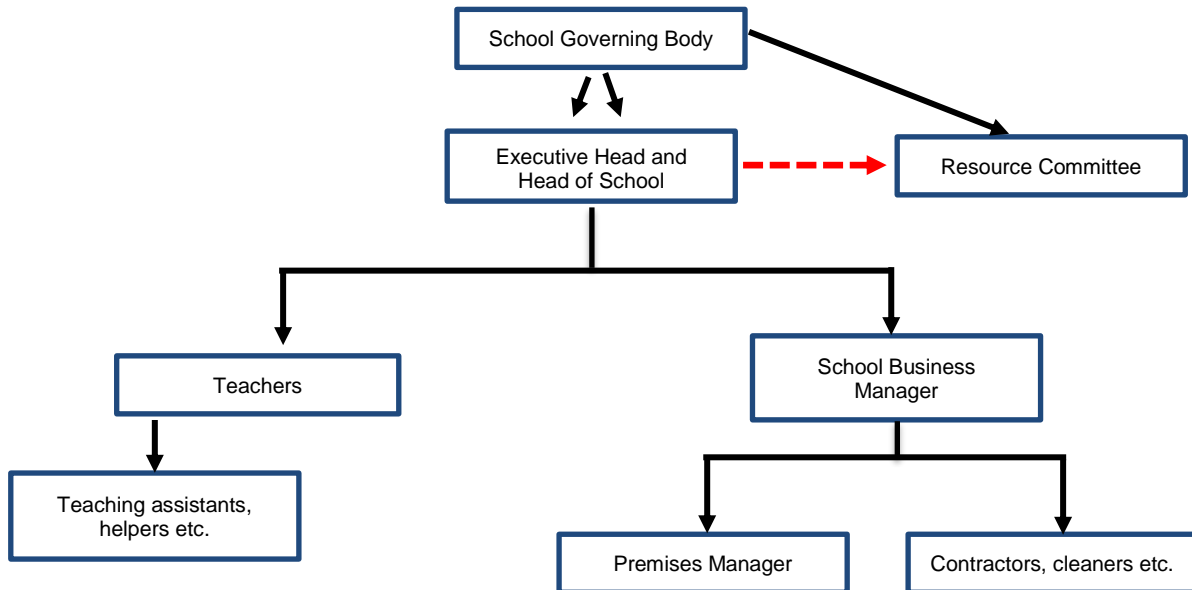 School Governing Body
Executive Head and
Head of School
Resource Committee
Teachers
School Business
Manager
Teaching assistants,
helpers etc.
Premises Manager
Contractors, cleaners etc.